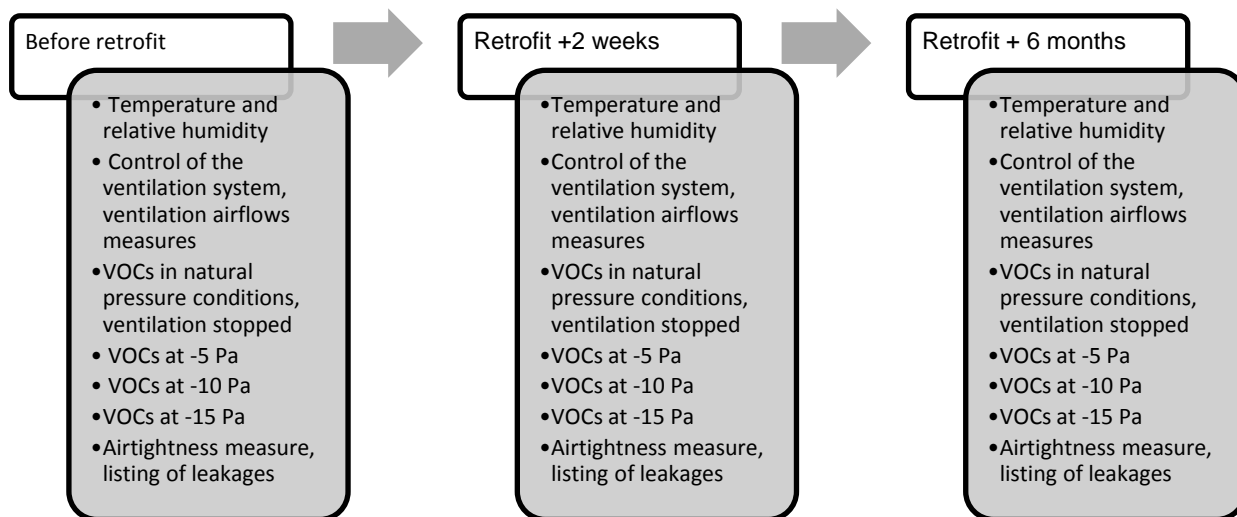 Before retrofit
• Temperature and
relative humidity
• Control of the
ventilation system,
ventilation airflows
measures
•VOCs in natural
pressure conditions,
ventilation stopped
• VOCs at -5 Pa
• VOCs at -10 Pa
•VOCs at -15 Pa
•Airtightness measure,
listing of leakages
Retrofit +2 weeks
•Temperature and
relative humidity
•Control of the
ventilation system,
ventilation airflows
measures
•VOCs in natural
pressure conditions,
ventilation stopped
•VOCs at -5 Pa
•VOCs at -10 Pa
•VOCs at -15 Pa
•Airtightness measure,
listing of leakages
Retrofit + 6 months
•Temperature and
relative humidity
•Control of the
ventilation system,
ventilation airflows
measures
•VOCs in natural
pressure conditions,
ventilation stopped
•VOCs at -5 Pa
•VOCs at -10 Pa
•VOCs at -15 Pa
•Airtightness measure,
listing of leakages